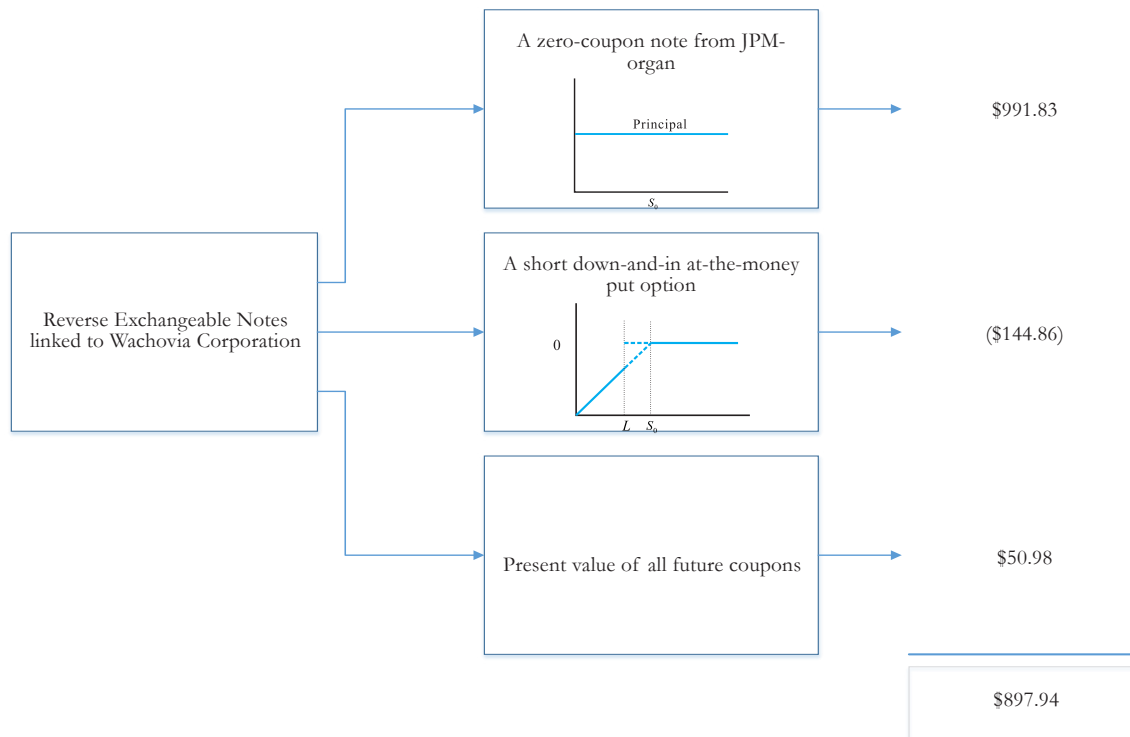 A zero-coupon note from JPM-
organ
Principal
S₀
$991.83
Reverse Exchangeable Notes
linked to Wachovia Corporation
A short down-and-in at-the-money
put option
0
L S₀
($144.86)
Present value of all future coupons
$50.98
$897.94